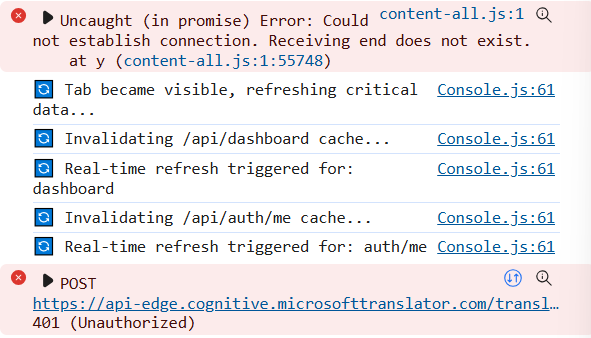 Uncaught (in promise) Error: Could content-all.js:1
not establish connection. Receiving end does not exist.
at y (content-all.js:1:55748)
Tab became visible, refreshing critical Console.js:61
data...
Invalidating /api/dashboard cache... Console.js:61
Real-time refresh triggered for: Console.js:61
dashboard
Invalidating /api/auth/me cache... Console.js:61
Real-time refresh triggered for: auth/me Console.js:61
POST
https://api-edge.cognitive.microsofttranslator.com/transl…
401 (Unauthorized)